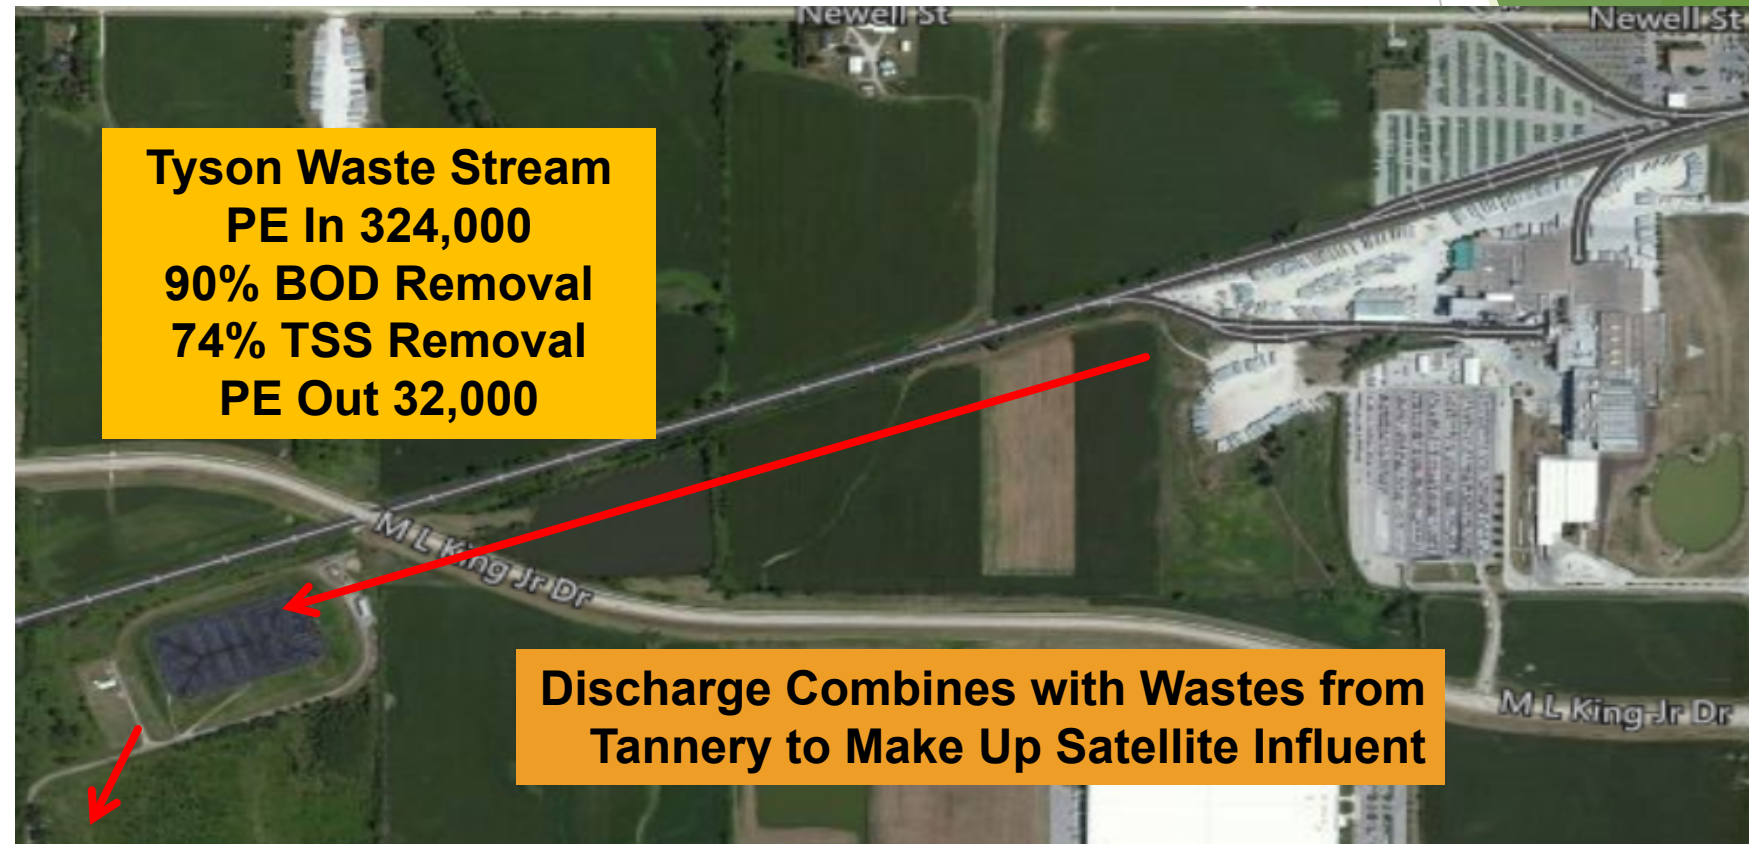 Newell St
Newell St
Tyson Waste Stream
PE In 324,000
90% BOD Removal
74% TSS Removal
PE Out 32,000
M L King Jr Dr
Discharge Combines with Wastes from
Tannery to Make Up Satellite Influent
M L King Jr Dr